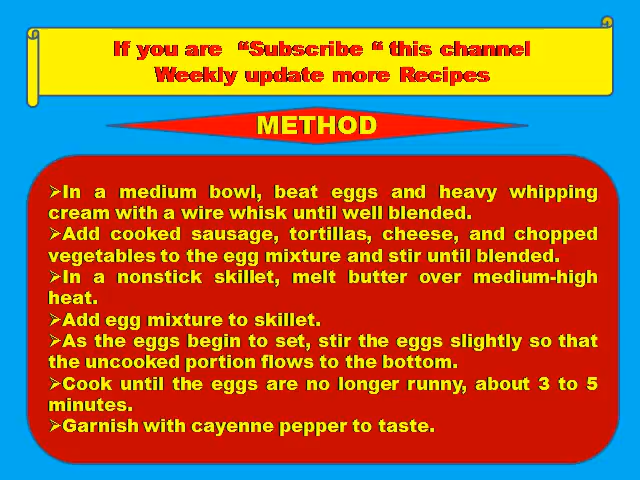 If you are “Subscribe “ this channel
Weekly update more Recipes
METHOD
➢In a medium bowl, beat eggs and heavy whipping
cream with a wire whisk until well blended.
➢Add cooked sausage, tortillas, cheese, and chopped
vegetables to the egg mixture and stir until blended.
➢In a nonstick skillet, melt butter over medium-high
heat.
➢Add egg mixture to skillet.
➢As the eggs begin to set, stir the eggs slightly so that
the uncooked portion flows to the bottom.
➢Cook until the eggs are no longer runny, about 3 to 5
minutes.
➢Garnish with cayenne pepper to taste.